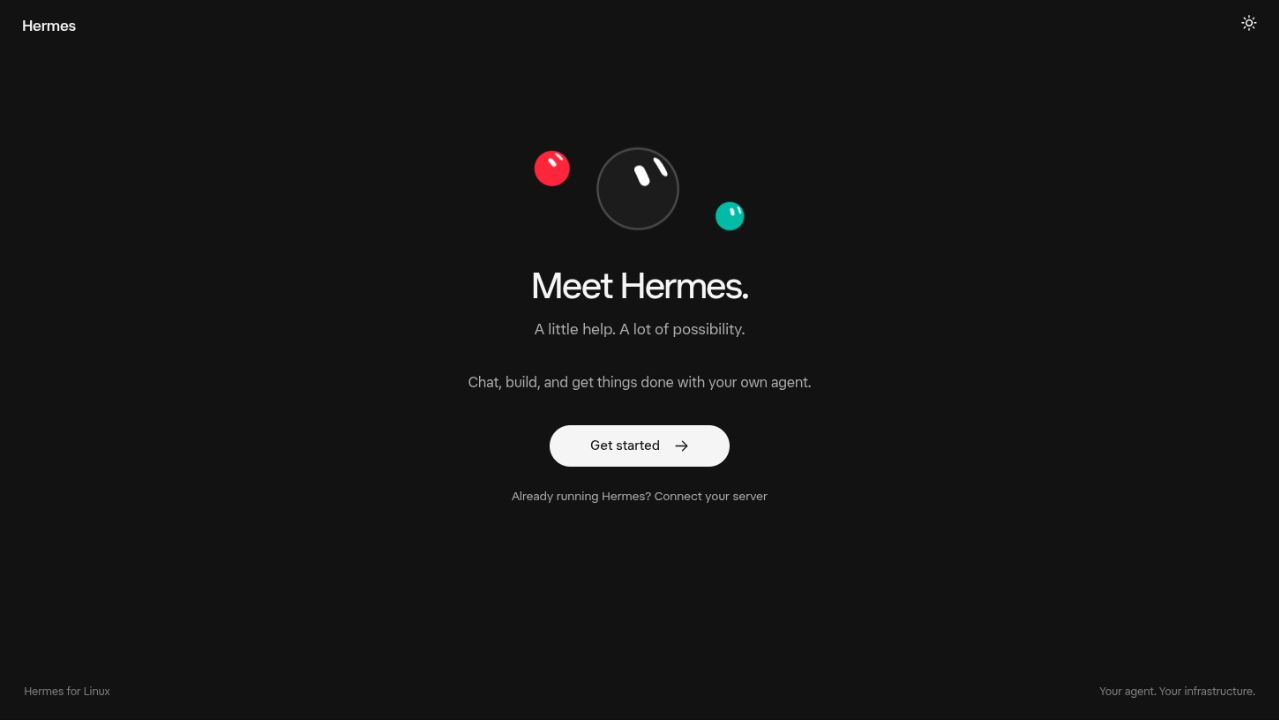 Hermes
Meet Hermes.
A little help. A lot of possibility.
Chat, build, and get things done with your own agent.
Get started
Already running Hermes? Connect your server
Hermes for Linux
Your agent. Your infrastructure.